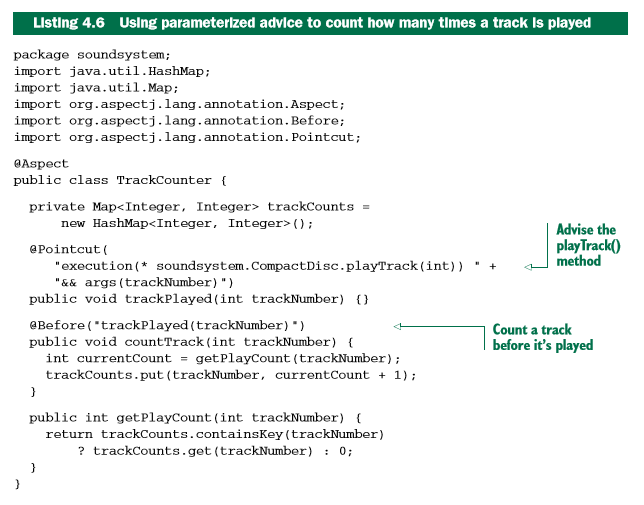 Listing 4.6 Using parameterized advice to count how many times a track is played
package soundsystem;
import java.util.HashMap;
import java.util.Map;
import org.aspectj.lang.annotation.Aspect;
import org.aspectj.lang.annotation.Before;
import org.aspectj.lang.annotation.Pointcut;
@Aspect
public class TrackCounter {
private Map<Integer, Integer> trackCounts =
new HashMap<Integer, Integer>();
@Pointcut(
"execution(* soundsystem.CompactDisc.playTrack(int)) " +
"&& args(trackNumber)")
public void trackPlayed(int trackNumber) {}
Advise the
playTrack()
method
@Before("trackPlayed(trackNumber)")
public void countTrack(int trackNumber) {
int currentCount = getPlayCount(trackNumber);
trackCounts.put(trackNumber, currentCount + 1);
}
Count a track
before it's played
public int getPlayCount(int trackNumber) {
return trackCounts.containsKey(trackNumber)
? trackCounts.get(trackNumber) : 0;
}
}